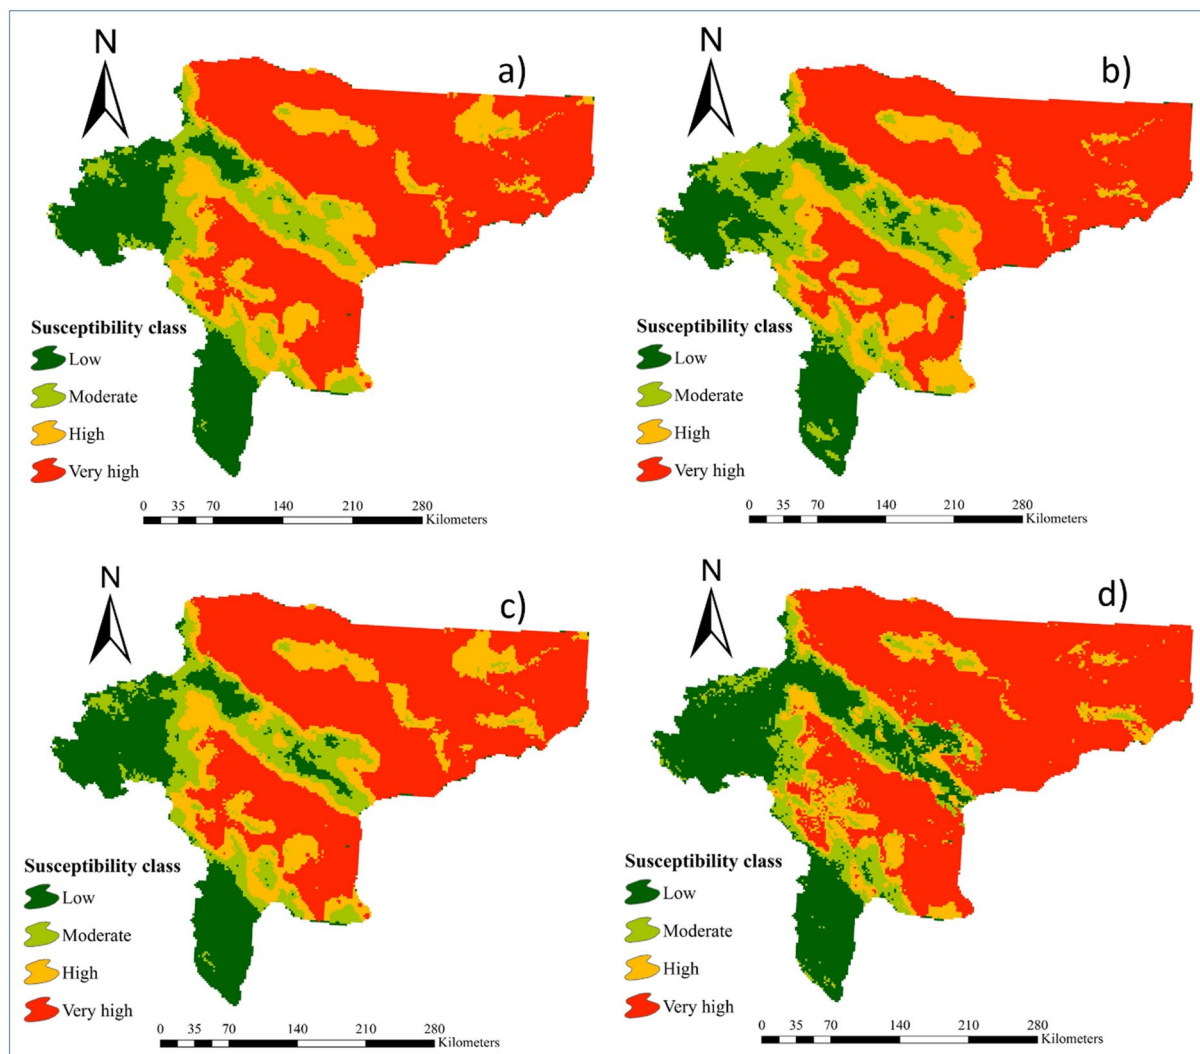 N
a)
Susceptibility class
Low
Moderate
High
Very high
0 35 70 140 210 280
Kilometers
N
b)
Susceptibility class
Low
Moderate
High
Very high
0 35 70 140 210 280
Kilometers
N
c)
Susceptibility class
Low
Moderate
High
Very high
0 35 70 140 210 280
Kilometers
N
d)
Susceptibility class
Low
Moderate
High
Very high
0 35 70 140 210 280
Kilometers